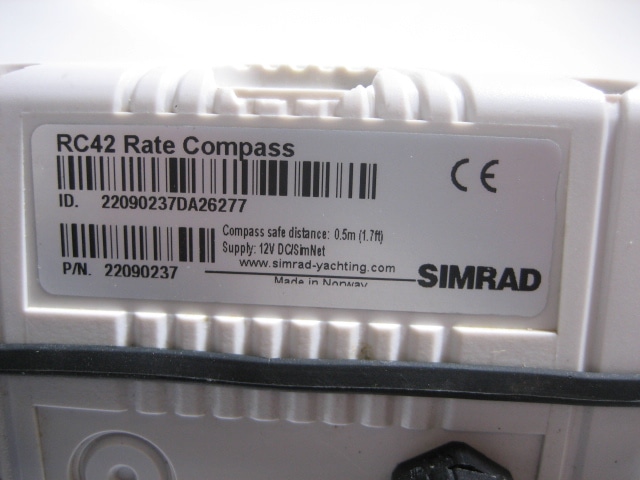 RC42 Rate Compass
CE
ID. 22090237DA26277
Compass safe distance: 0.5m (1.7ft)
Supply: 12V DC/SimNet
www.simrad-yachting.com
P/N. 22090237
SIMRAD
Made in Norway